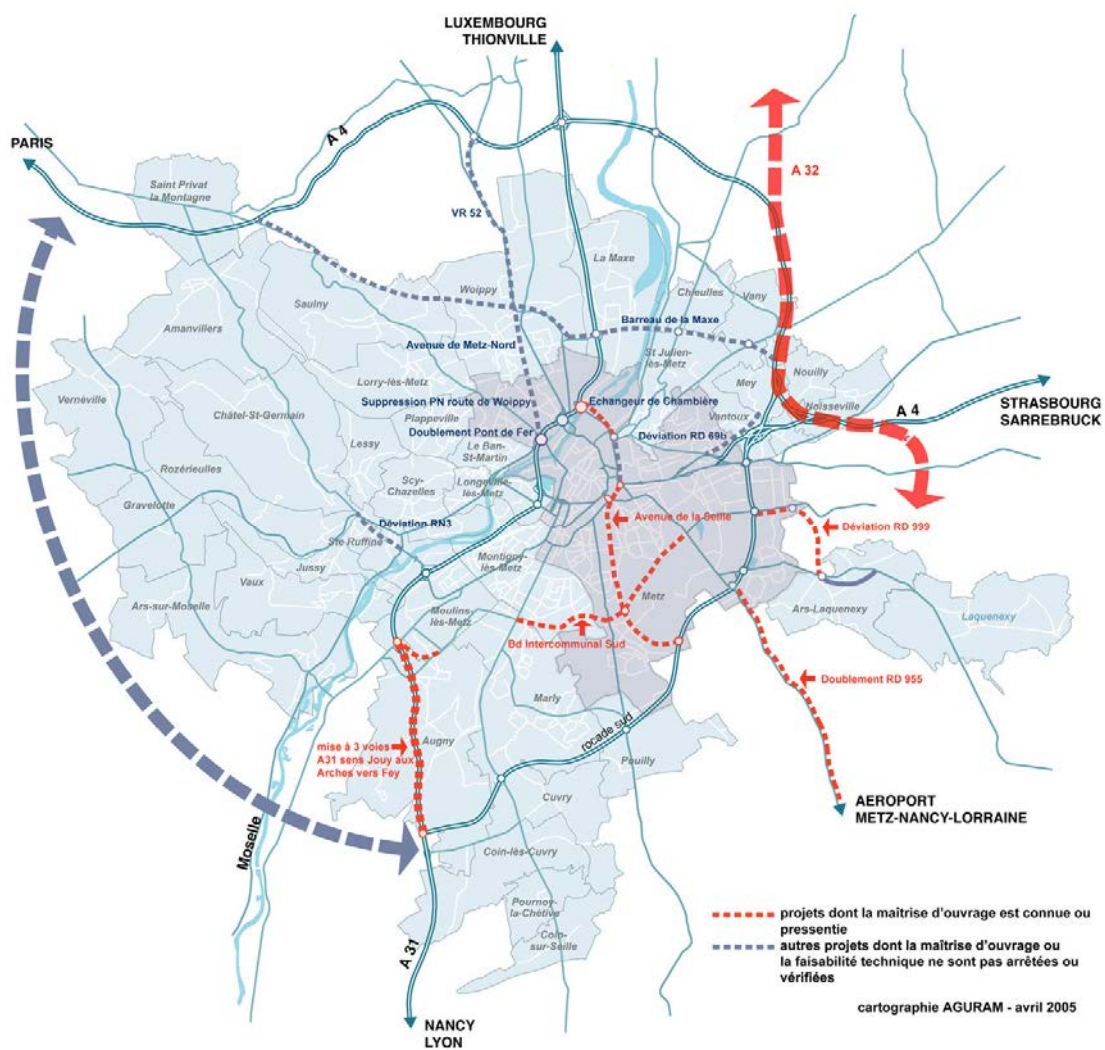 LUXEMBOURG
THIONVILLE
PARIS
A 4
A 32
Saint Privat
la Montagne
VR 52
La Maxe
Woippy
Saulny
Chieulles
Vany
Amanvillers
Barreau de la Maxe
Avenue de Metz-Nord
St Julien-
lès-Metz
Mey
Nouilly
Lorry-lès-Metz
Vernéville
Châtel-St-Germain
Suppression PN route de Woippy
Echangeur de Chambière
Noisseville
A 4
STRASBOURG
SARREBRUCK
Plappeville
Vantoux
Doublement Pont de Fer
Déviation RD 69b
Lessy
Le Ban-
St-Martin
Rozérieulles
Scy-
Chazelles
Longeville-
lès-Metz
Gravelotte
Avenue de la Seille
Déviation RN3
Déviation RD 999
Ste Ruffine
Jussy
Montigny-
lès-Metz
Vaux
Metz
Ars-sur-Moselle
Moulins-
lès-Metz
Ars-Laquenexy
Laquenexy
Bd Intercommunal Sud
Doublement RD 955
Marly
mise à 3 voies
A31 sens Jouy aux
Arches vers Fey
Augny
rocade sud
Pouilly
Cuvry
AEROPORT
METZ-NANCY-LORRAINE
Moselle
Coin-lès-Cuvry
Pournoy-
la-Chétive
Coin-
sur-Seille
A 31
NANCY
LYON
projets dont la maîtrise d'ouvrage est connue ou
pressentie
autres projets dont la maîtrise d'ouvrage ou
la faisabilité technique ne sont pas arrêtées ou
vérifiées
cartographie AGURAM - avril 2005